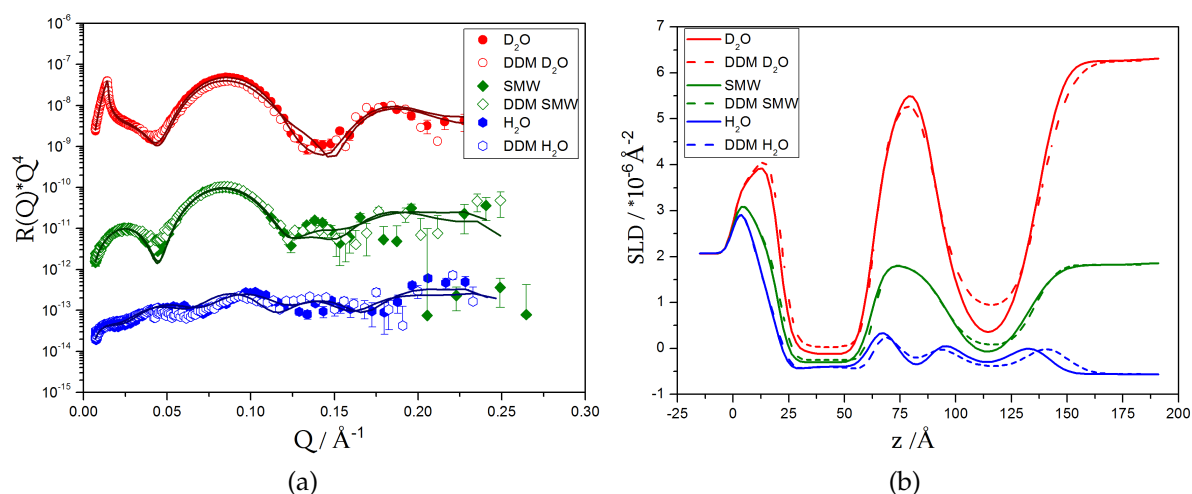 10⁻⁶
10⁻⁷
10⁻⁸
10⁻⁹
10⁻¹⁰
10⁻¹¹
10⁻¹²
10⁻¹³
10⁻¹⁴
10⁻¹⁵
R(Q)*Q⁴
D₂O
DDM D₂O
SMW
DDM SMW
H₂O
DDM H₂O
0.00 0.05 0.10 0.15 0.20 0.25 0.30
Q / Å⁻¹
(a)
7
6
5
4
3
2
1
0
-1
SLD / *10⁻⁶ Å⁻²
D₂O
DDM D₂O
SMW
DDM SMW
H₂O
DDM H₂O
-25 0 25 50 75 100 125 150 175 200
z /Å
(b)